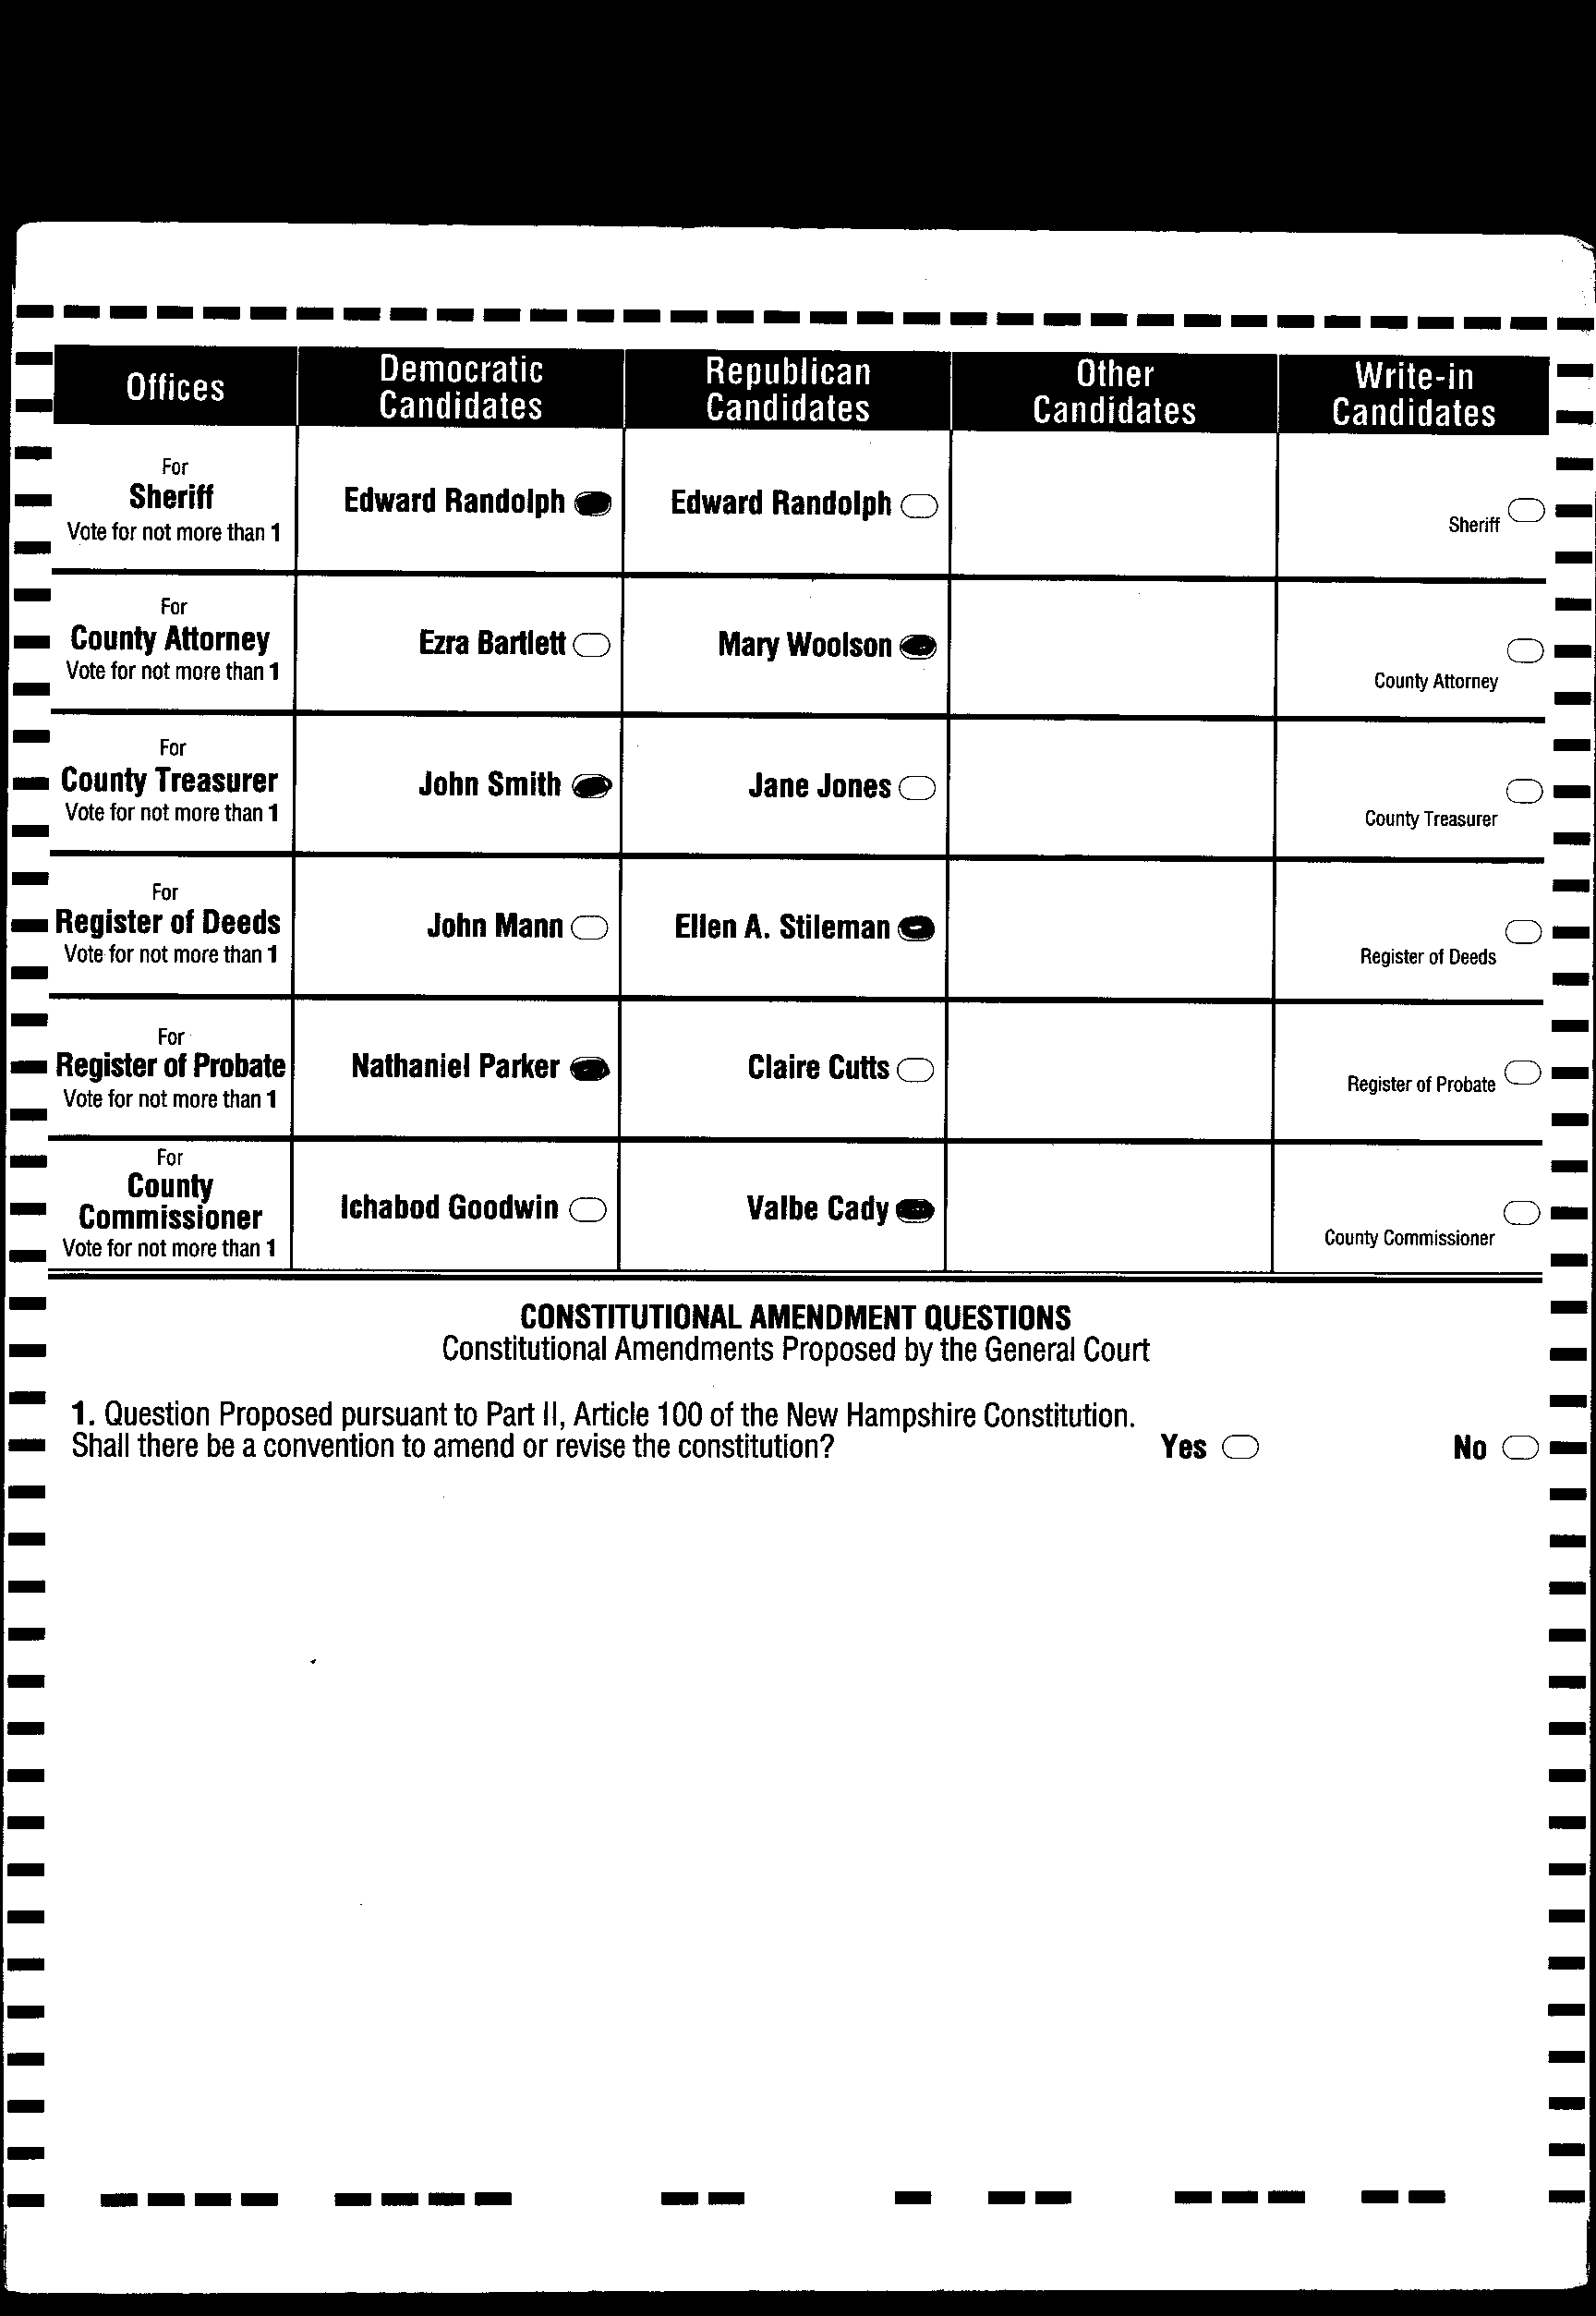 Offices
Democratic
Candidates
Republican
Candidates
Other
Candidates
Write-in
Candidates
For
Sheriff
Vote for not more than 1
Edward Randolph
Edward Randolph
Sheriff
For
County Attorney
Vote for not more than 1
Ezra Bartlett
Mary Woolson
County Attorney
For
County Treasurer
Vote for not more than 1
John Smith
Jane Jones
County Treasurer
For
Register of Deeds
Vote for not more than 1
John Mann
Ellen A. Stileman
Register of Deeds
For
Register of Probate
Vote for not more than 1
Nathaniel Parker
Claire Cutts
Register of Probate
For
County
Commissioner
Vote for not more than 1
Ichabod Goodwin
Valbe Cady
County Commissioner
CONSTITUTIONAL AMENDMENT QUESTIONS
Constitutional Amendments Proposed by the General Court
1. Question Proposed pursuant to Part II, Article 100 of the New Hampshire Constitution.
Shall there be a convention to amend or revise the constitution? Yes No